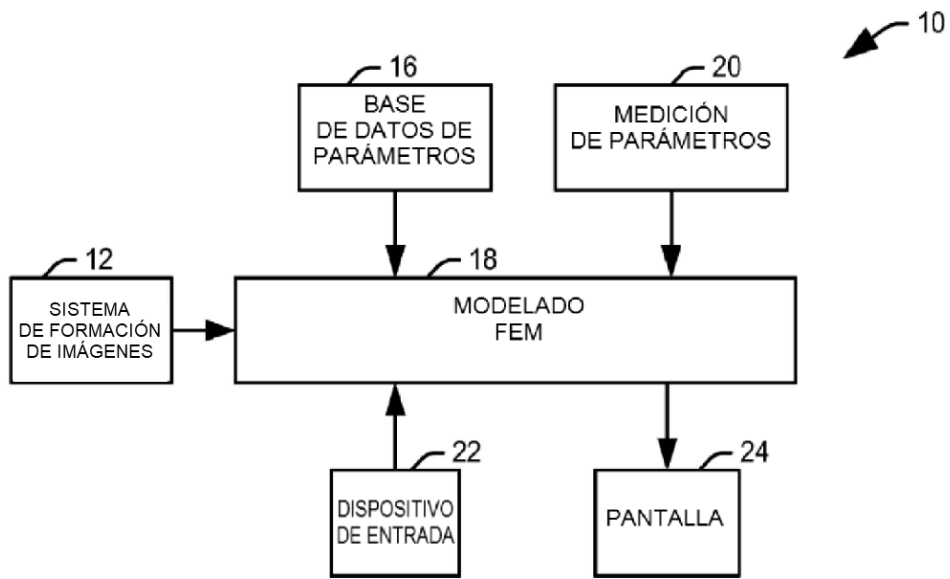 10
16
BASE
DE DATOS DE
PARÁMETROS
20
MEDICIÓN
DE PARÁMETROS
12
SISTEMA
DE FORMACIÓN
DE IMÁGENES
18
MODELADO
FEM
22
DISPOSITIVO
DE ENTRADA
24
PANTALLA